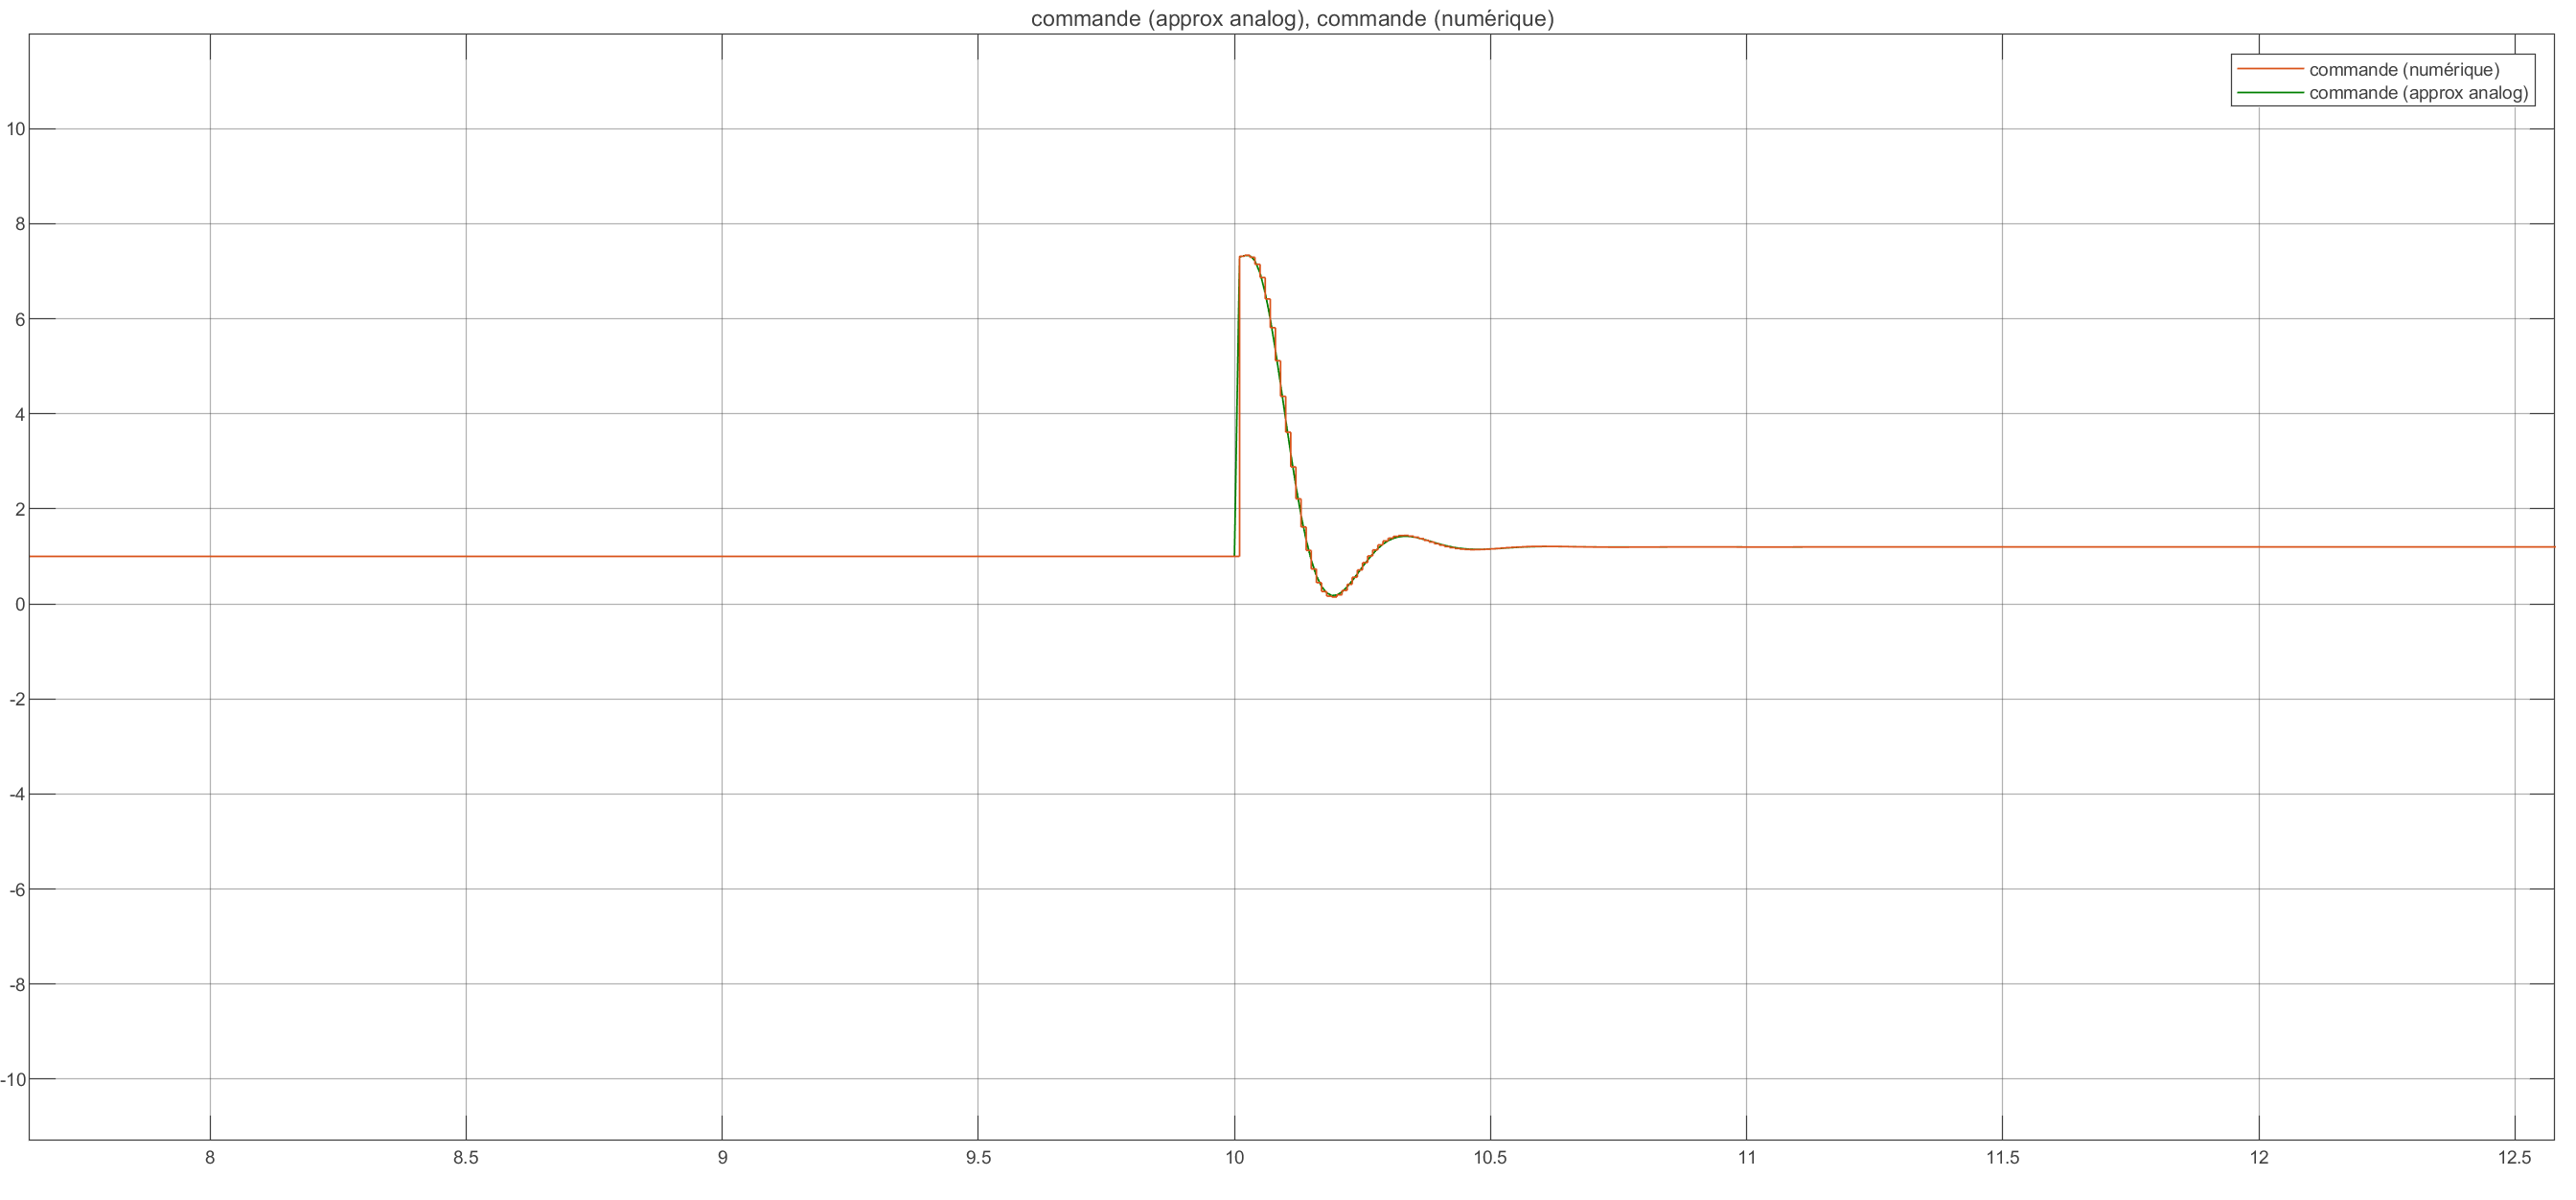 commande (approx analog), commande (numérique)
commande (numérique)
commande (approx analog)
10
8
6
4
2
0
-2
-4
-6
-8
-10
8 8.5 9 9.5 10 10.5 11 11.5 12 12.5